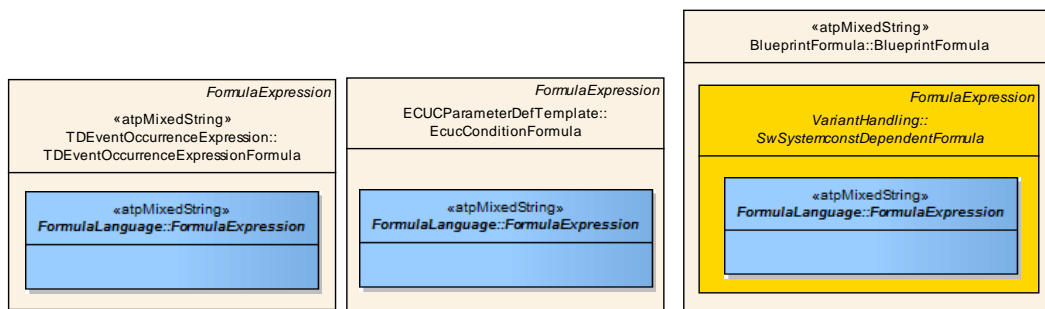 FormulaExpression
«atpMixedString»
TDEventOccurrenceExpression::
TDEventOccurrenceExpressionFormula
«atpMixedString»
FormulaLanguage::FormulaExpression
FormulaExpression
ECUCParameterDefTemplate::
EcucConditionFormula
«atpMixedString»
FormulaLanguage::FormulaExpression
«atpMixedString»
BlueprintFormula::BlueprintFormula
FormulaExpression
VariantHandling::
SwSystemconstDependentFormula
«atpMixedString»
FormulaLanguage::FormulaExpression